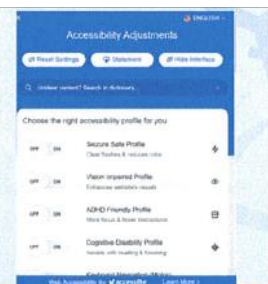 ENGLISH
Accessibility Adjustments
Reset Settings
Statement
Hide Interface
Unclear content? Search in dictionary...
Choose the right accessibility profile for you
OFF ON
Seizure Safe Profile
Clear flashes & reduces color
OFF ON
Vision Impaired Profile
Enhances website's visuals
OFF ON
ADHD Friendly Profile
More focus & fewer distractions
OFF ON
Cognitive Disability Profile
Assists with reading & focusing
Keyboard Navigation (Motor)
Web Accessibility By accessiBe
Learn More